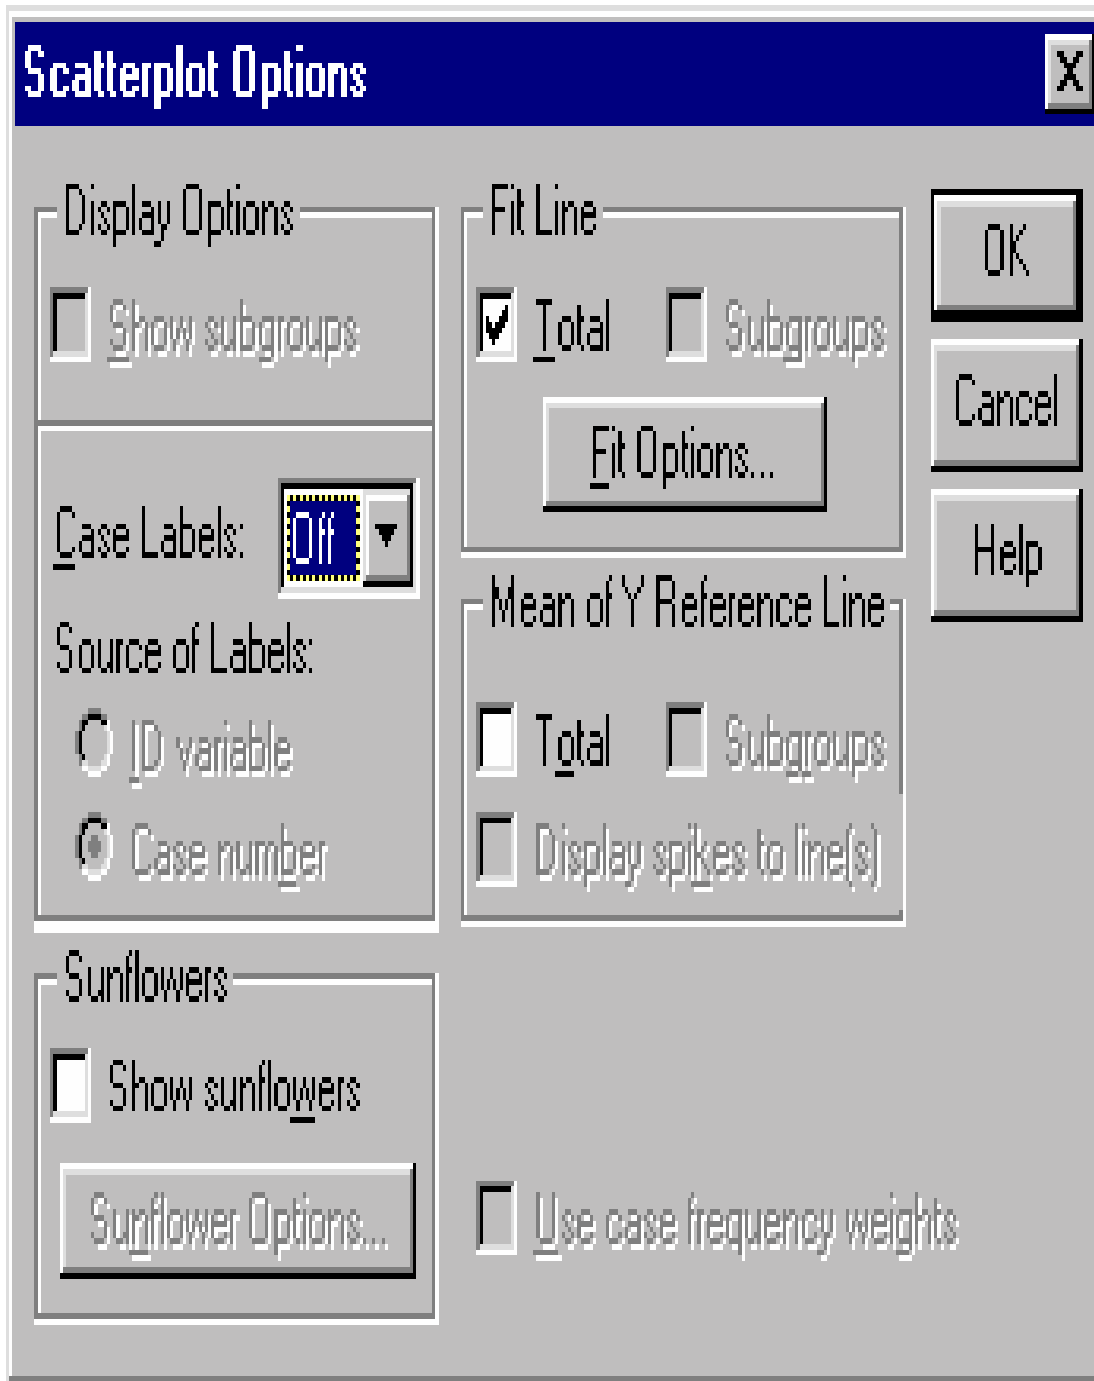 Scatterplot Options
X
Display Options
Show subgroups
Case Labels: Off
Source of Labels:
ID variable
Case number
Sunflowers
Show sunflowers
Sunflower Options...
Fit Line
Total Subgroups
Fit Options...
Mean of Y Reference Line
Total Subgroups
Display spikes to line(s)
Use case frequency weights
OK
Cancel
Help